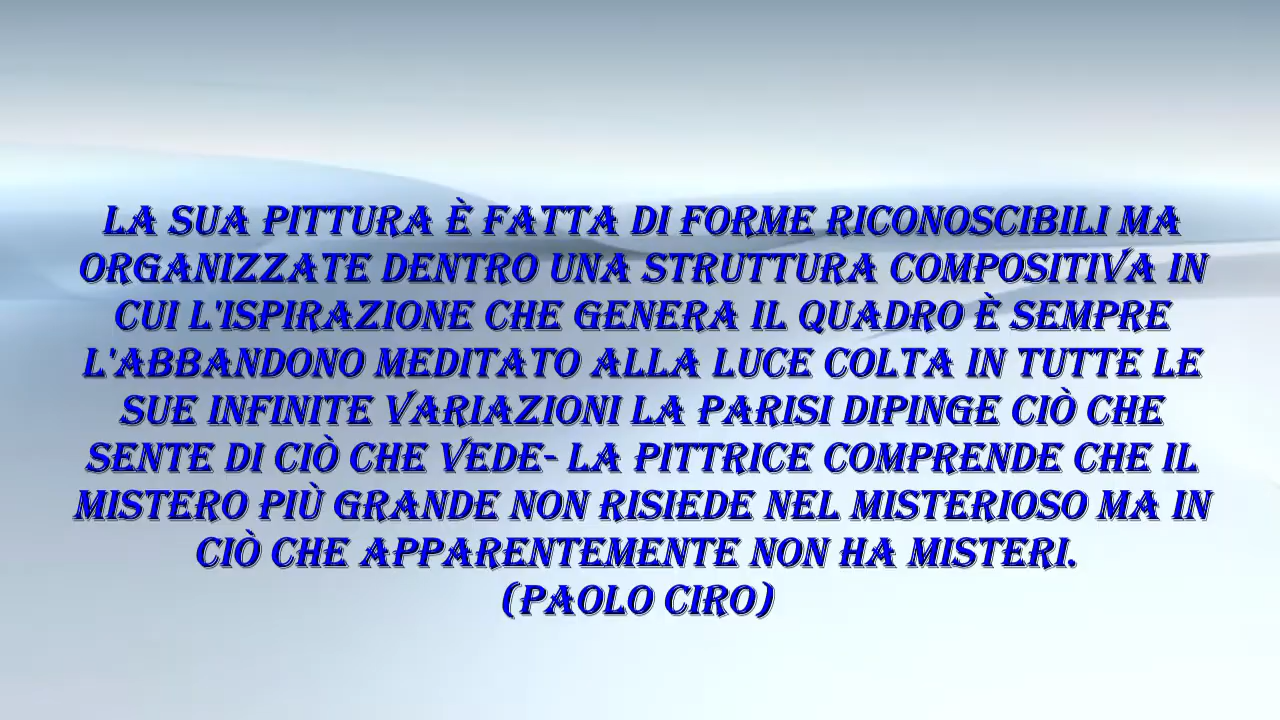 LA SUA PITTURA È FATTA DI FORME RICONOSCIBILI MA
ORGANIZZATE DENTRO UNA STRUTTURA COMPOSITIVA IN
CUI L'ISPIRAZIONE CHE GENERA IL QUADRO È SEMPRE
L'ABBANDONO MEDITATO ALLA LUCE COLTA IN TUTTE LE
SUE INFINITE VARIAZIONI LA PARISI DIPINGE CIÒ CHE
SENTE DI CIÒ CHE VEDE- LA PITTRICE COMPRENDE CHE IL
MISTERO PIÙ GRANDE NON RISIEDE NEL MISTERIOSO MA IN
CIÒ CHE APPARENTEMENTE NON HA MISTERI.
(PAOLO CIRO)